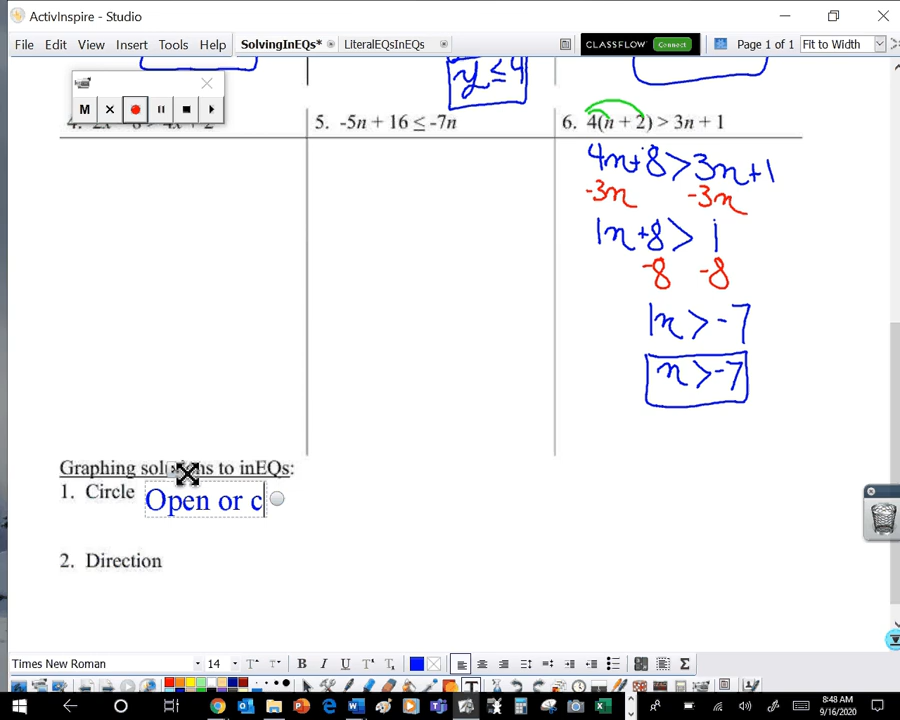 ActivInspire - Studio
File Edit View Insert Tools Help SolvingInEQs* LiteralEQsInEQs CLASSFLOW Connect Page 1 of 1 Fit to Width
y ≤ 4
M
5. -5n + 16 ≤ -7n
6. 4(n + 2) > 3n + 1
4n+8>3n+1
-3n -3n
1n+8> 1
-8 -8
1n >-7
n >-7
Graphing solutions to inEQs:
1. Circle Open or c
2. Direction
Times New Roman 14 B I U Σ
8:48 AM
9/16/2020